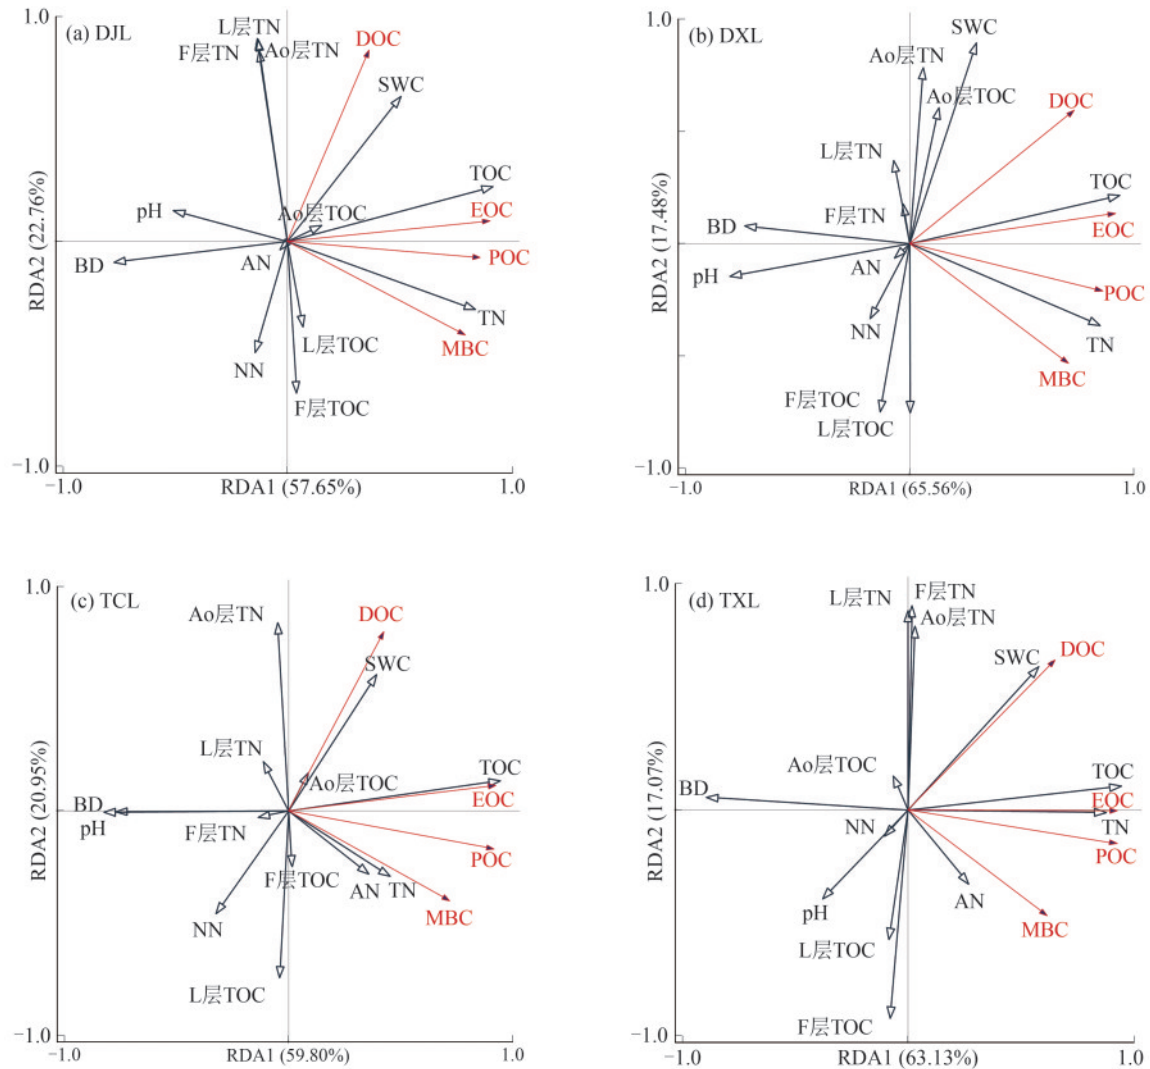 1.0
(a) DJL
L层TN
F层TN
Ao层TN
DOC
SWC
TOC
pH
Ao层TOC
EOC
BD
AN
POC
TN
L层TOC
MBC
NN
F层TOC
RDA2 (22.76%)
−1.0
−1.0
RDA1 (57.65%)
1.0
1.0
(b) DXL
SWC
Ao层TN
Ao层TOC
DOC
L层TN
TOC
F层TN
BD
EOC
AN
pH
POC
NN
TN
MBC
F层TOC
L层TOC
RDA2 (17.48%)
−1.0
−1.0
RDA1 (65.56%)
1.0
1.0
(c) TCL
Ao层TN
DOC
SWC
L层TN
Ao层TOC
TOC
BD
EOC
pH
F层TN
POC
F层TOC
AN
TN
NN
MBC
L层TOC
RDA2 (20.95%)
−1.0
−1.0
RDA1 (59.80%)
1.0
1.0
(d) TXL
L层TN
F层TN
Ao层TN
SWC
DOC
Ao层TOC
TOC
BD
EOC
NN
TN
POC
pH
AN
MBC
L层TOC
F层TOC
RDA2 (17.07%)
−1.0
−1.0
RDA1 (63.13%)
1.0